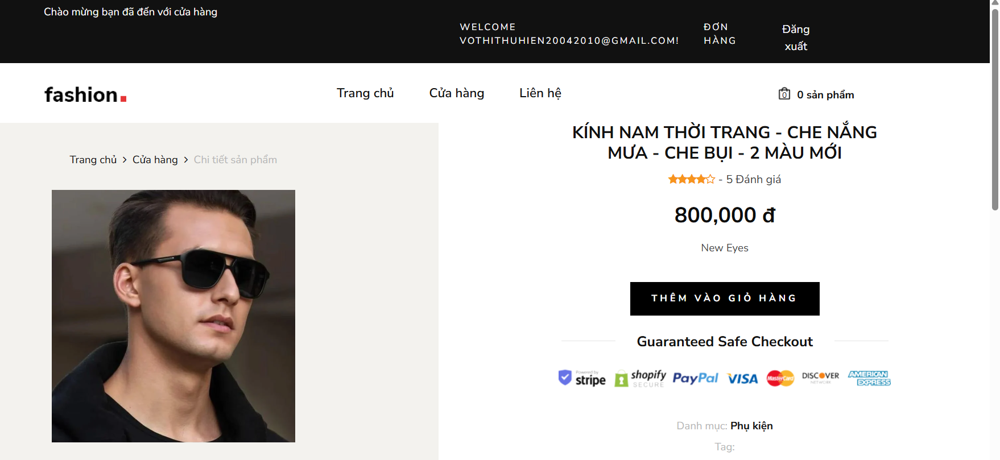 Chào mừng bạn đã đến với cửa hàng
WELCOME
VOTHITHUHIEN20042010@GMAIL.COM!
ĐƠN
HÀNG
Đăng
xuất
fashion.
Trang chủ
Cửa hàng
Liên hệ
0
0 sản phẩm
Trang chủ > Cửa hàng > Chi tiết sản phẩm
KÍNH NAM THỜI TRANG - CHE NẮNG
MƯA - CHE BỤI - 2 MÀU MỚI
- 5 Đánh giá
800,000 đ
New Eyes
THÊM VÀO GIỎ HÀNG
Guaranteed Safe Checkout
Powered by
stripe
shopify
SECURE
PayPal
VISA
MasterCard
DISCOVER
NETWORK
AMERICAN
EXPRESS
Danh mục: Phụ kiện
Tag: